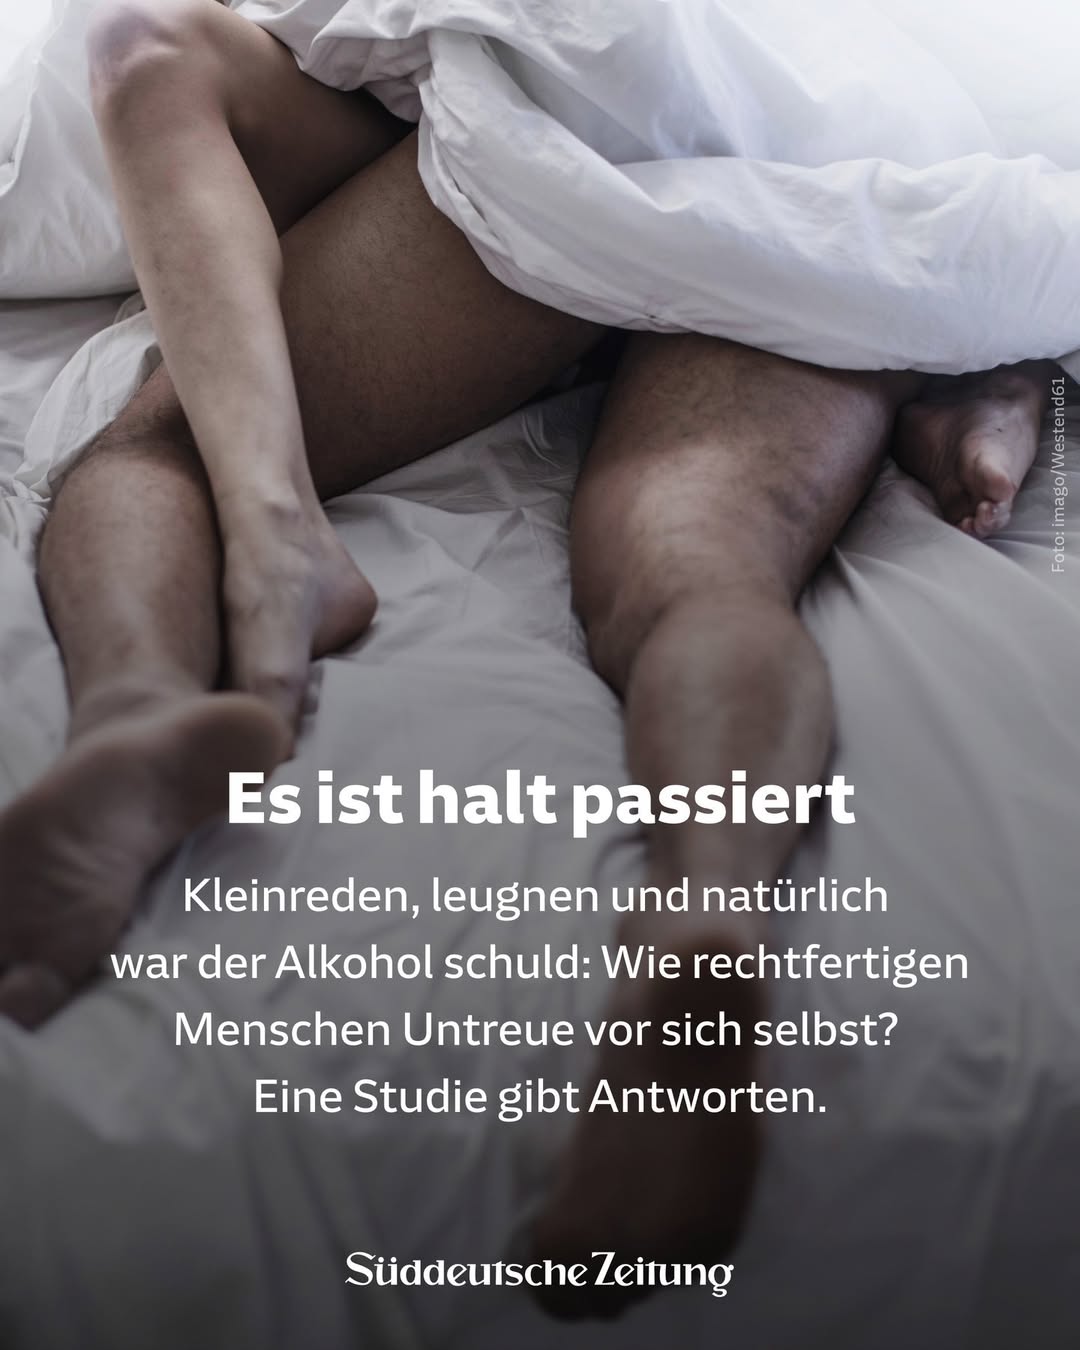 Foto: imago/Westend61
Es ist halt passiert
Kleinreden, leugnen und natürlich
war der Alkohol schuld: Wie rechtfertigen
Menschen Untreue vor sich selbst?
Eine Studie gibt Antworten.
Süddeutsche Zeitung